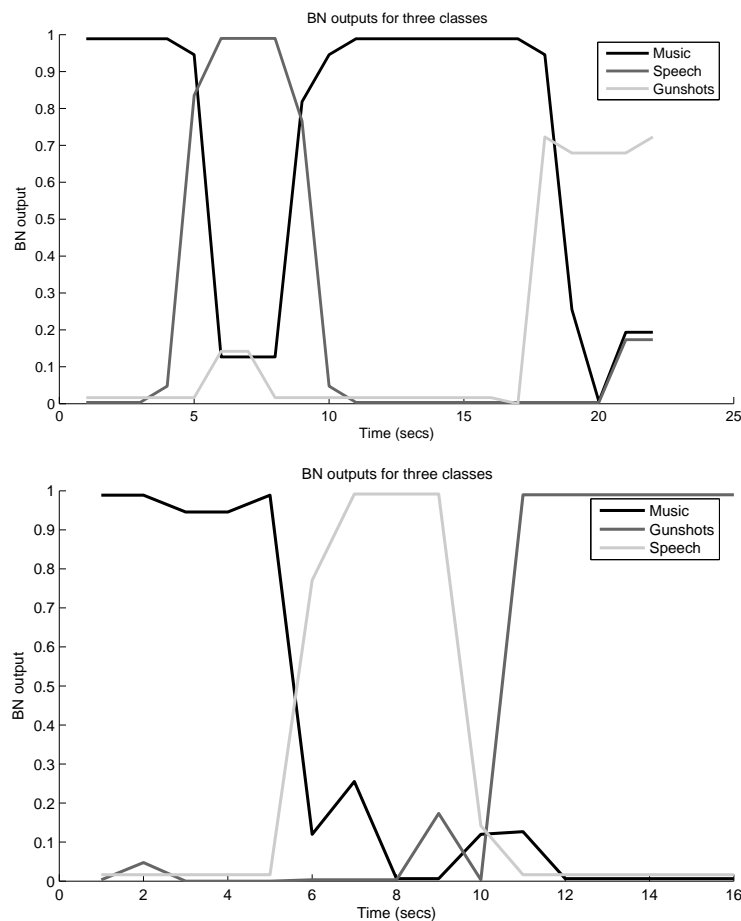 BN outputs for three classes
1
0.9
0.8
0.7
0.6
0.5
0.4
0.3
0.2
0.1
0
BN output
Music
Speech
Gunshots
0 5 10 15 20 25
Time (secs)
BN outputs for three classes
1
0.9
0.8
0.7
0.6
0.5
0.4
0.3
0.2
0.1
0
BN output
Music
Gunshots
Speech
0 2 4 6 8 10 12 14 16
Time (secs)